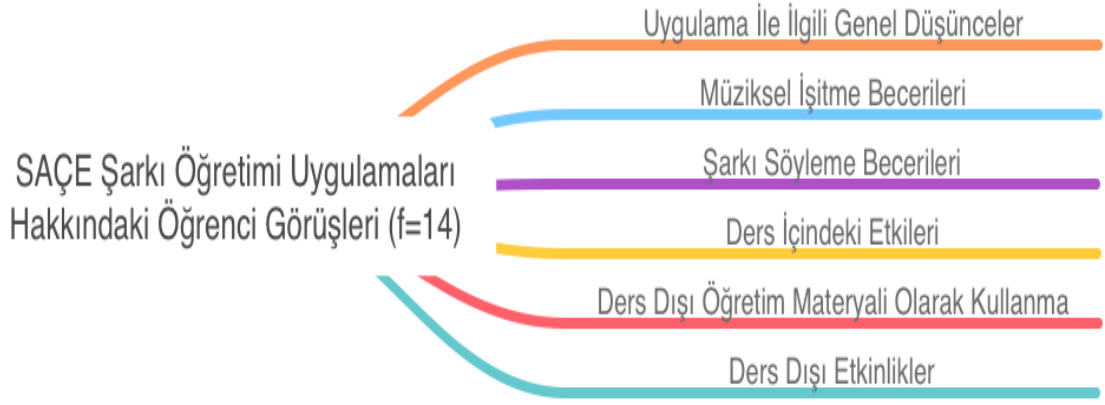 SAÇE Şarkı Öğretimi Uygulamaları
Hakkındaki Öğrenci Görüşleri (f=14)
Uygulama İle İlgili Genel Düşünceler
Müziksel İşitme Becerileri
Şarkı Söyleme Becerileri
Ders İçindeki Etkileri
Ders Dışı Öğretim Materyali Olarak Kullanma
Ders Dışı Etkinlikler